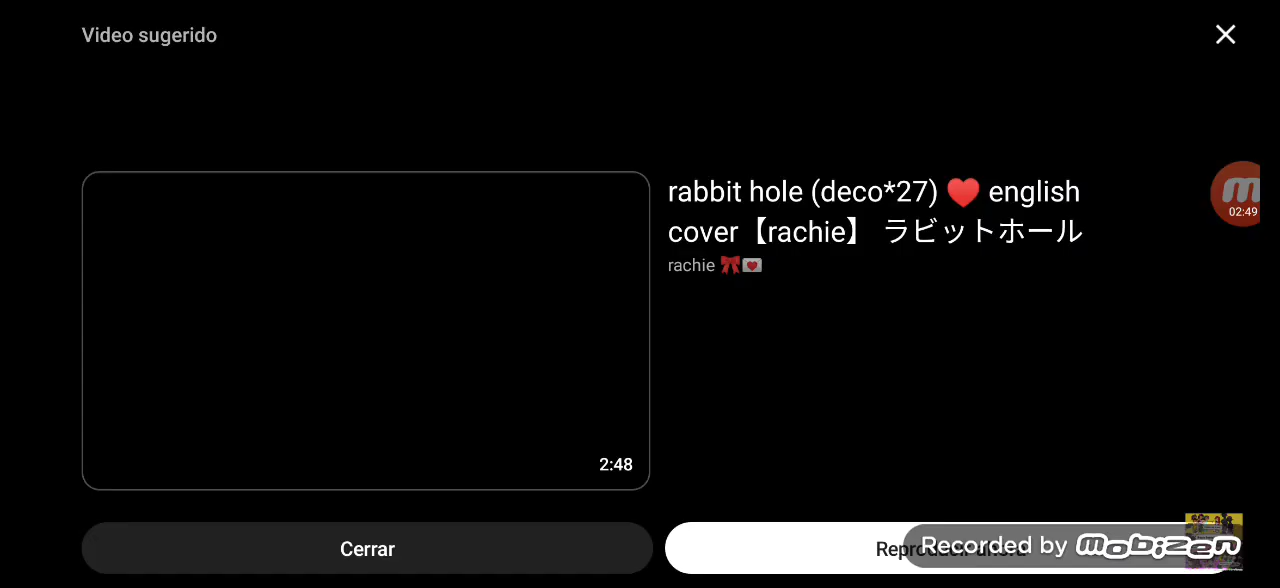 Video sugerido
rabbit hole (deco*27) ❤️ english
cover【rachie】 ラビットホール
rachie 🎀💌
02:49
2:48
Cerrar
Recorded by mobizen